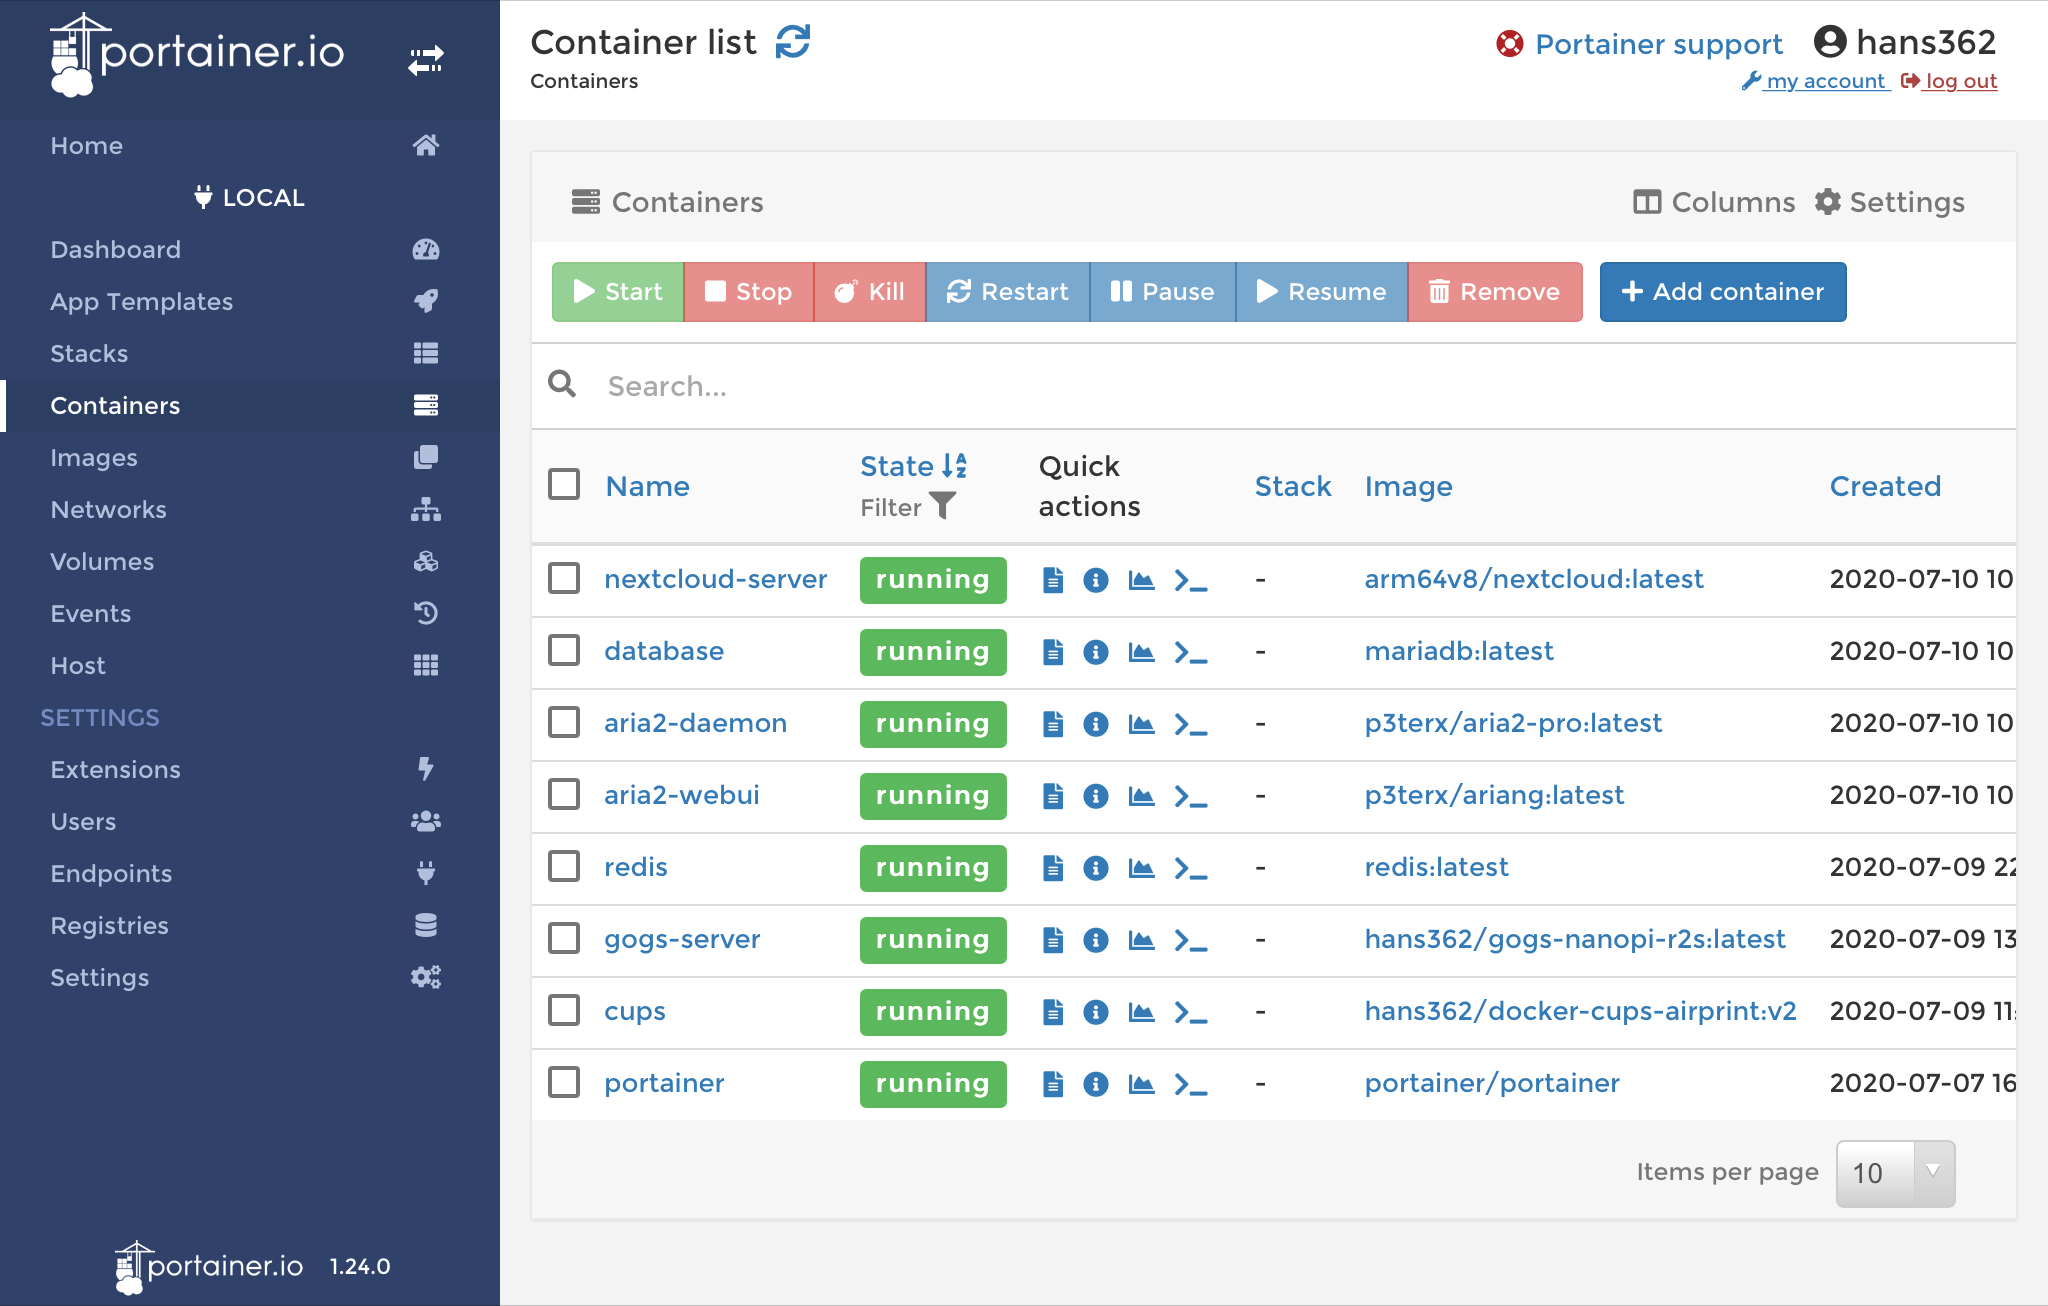 portainer.io
Home
LOCAL
Dashboard
App Templates
Stacks
Containers
Images
Networks
Volumes
Events
Host
SETTINGS
Extensions
Users
Endpoints
Registries
Settings
portainer.io 1.24.0
Container list
Containers
Portainer support hans362
my account log out
Containers Columns Settings
Start Stop Kill Restart Pause Resume Remove Add container
Search...
Name State Filter Quick actions Stack Image Created
nextcloud-server running - arm64v8/nextcloud:latest 2020-07-10 10
database running - mariadb:latest 2020-07-10 10
aria2-daemon running - p3terx/aria2-pro:latest 2020-07-10 10
aria2-webui running - p3terx/ariang:latest 2020-07-10 10
redis running - redis:latest 2020-07-09 22
gogs-server running - hans362/gogs-nanopi-r2s:latest 2020-07-09 13
cups running - hans362/docker-cups-airprint:v2 2020-07-09 11:
portainer running - portainer/portainer 2020-07-07 16
Items per page 10